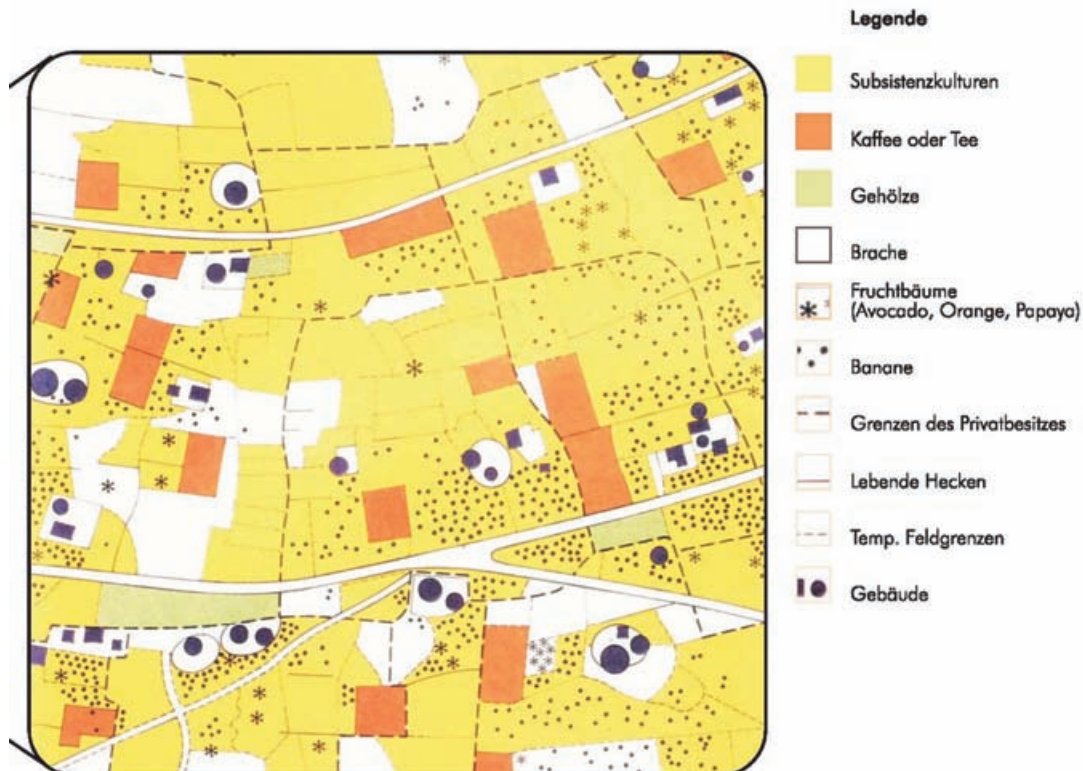 Legende
Subsistenzkulturen
Kaffee oder Tee
Gehölze
Brache
Fruchtbäume
(Avocado, Orange, Papaya)
Banane
Grenzen des Privatbesitzes
Lebende Hecken
Temp. Feldgrenzen
Gebäude